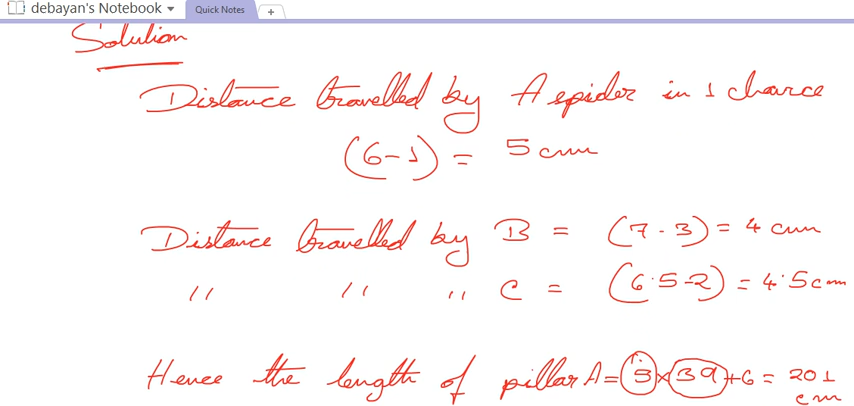 debayan's Notebook Quick Notes +
Solution
Distance travelled by A spider in 1 chance
(6-1) = 5 cm
Distance travelled by B = (7-3) = 4 cm
" " " C = (6.5-2) = 4.5 cm
Hence the length of pillar A = 5 × 39 + 6 = 201
cm